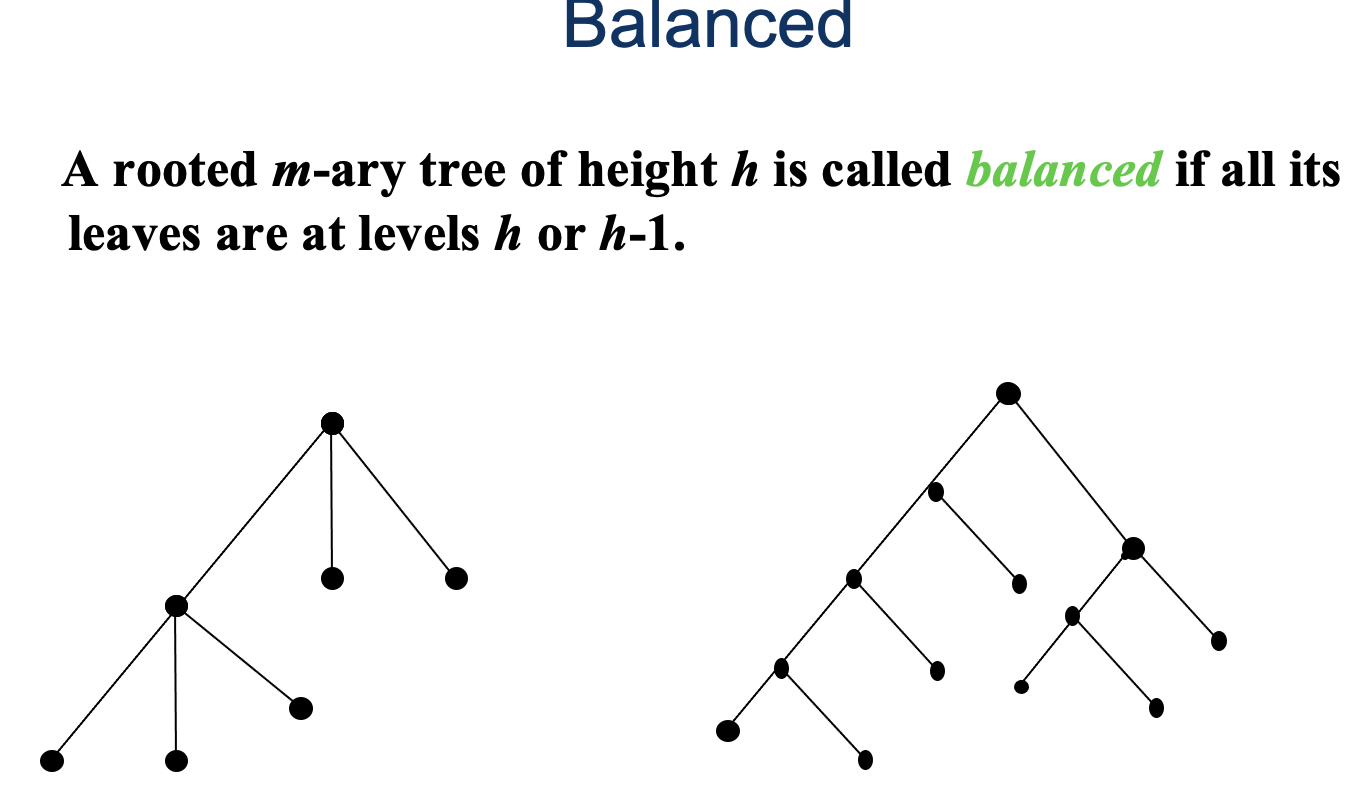 Balanced
A rooted m-ary tree of height h is called balanced if all its
leaves are at levels h or h-1.